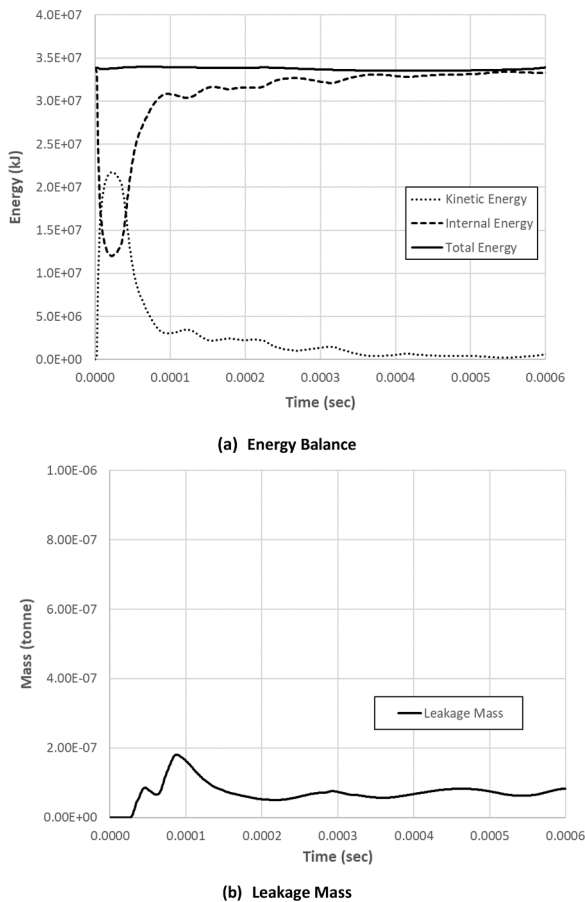 4.0E+07
3.5E+07
3.0E+07
2.5E+07
2.0E+07
1.5E+07
1.0E+07
5.0E+06
0.0E+00
Energy (kJ)
Kinetic Energy
Internal Energy
Total Energy
0.0000 0.0001 0.0002 0.0003 0.0004 0.0005 0.0006
Time (sec)
(a) Energy Balance
1.00E-06
8.00E-07
6.00E-07
4.00E-07
2.00E-07
0.00E+00
Mass (tonne)
Leakage Mass
0.0000 0.0001 0.0002 0.0003 0.0004 0.0005 0.0006
Time (sec)
(b) Leakage Mass